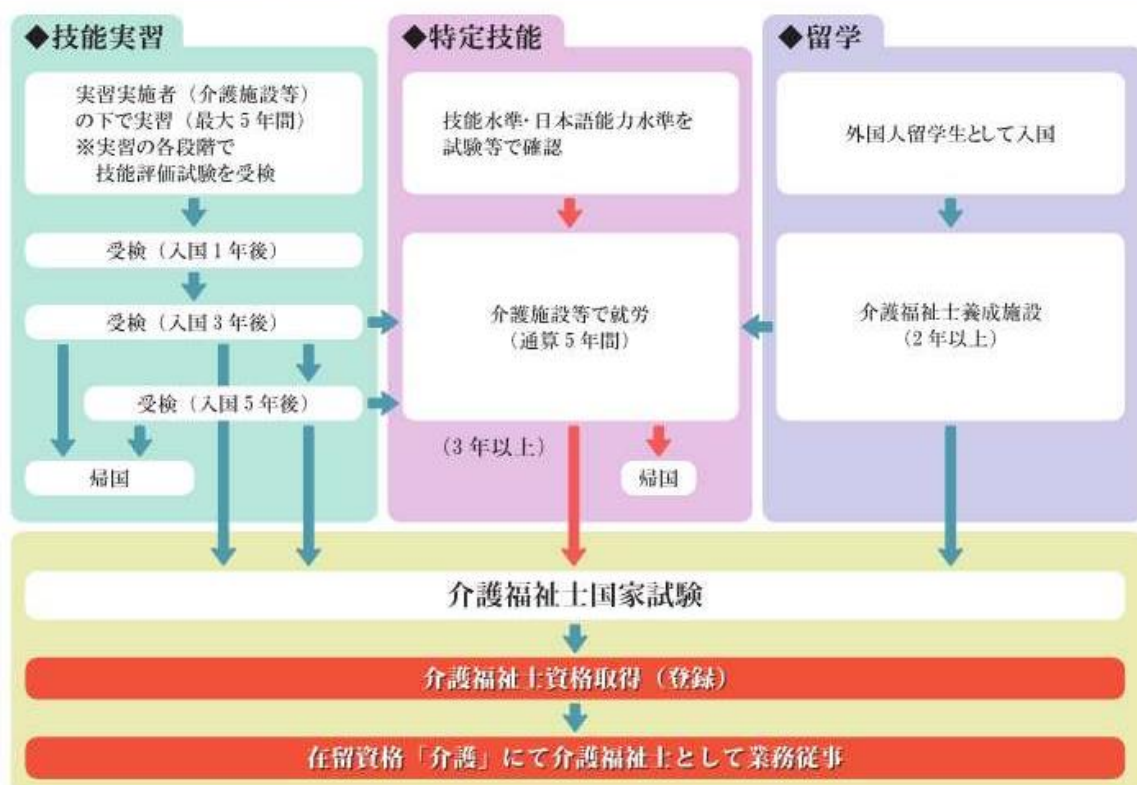 ◆技能実習
実習実施者（介護施設等）
の下で実習（最大5年間）
※実習の各段階で
技能評価試験を受検
受検（入国1年後）
受検（入国3年後）
受検（入国5年後）
帰国
◆特定技能
技能水準・日本語能力水準を
試験等で確認
介護施設等で就労
（通算5年間）
（3年以上）
帰国
◆留学
外国人留学生として入国
介護福祉士養成施設
（2年以上）
介護福祉士国家試験
介護福祉士資格取得（登録）
在留資格「介護」にて介護福祉士として業務従事